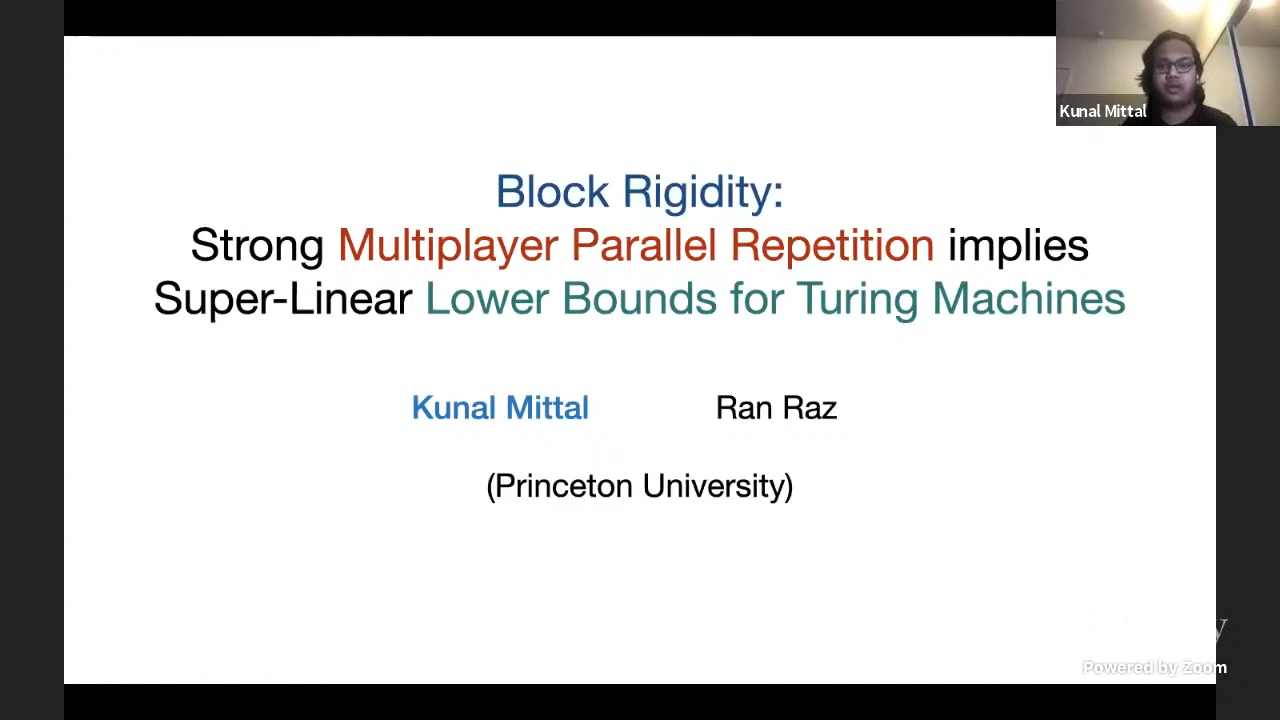 Kunal Mittal
Block Rigidity:
Strong Multiplayer Parallel Repetition implies
Super-Linear Lower Bounds for Turing Machines
Kunal Mittal Ran Raz
(Princeton University)
Powered by Zoom